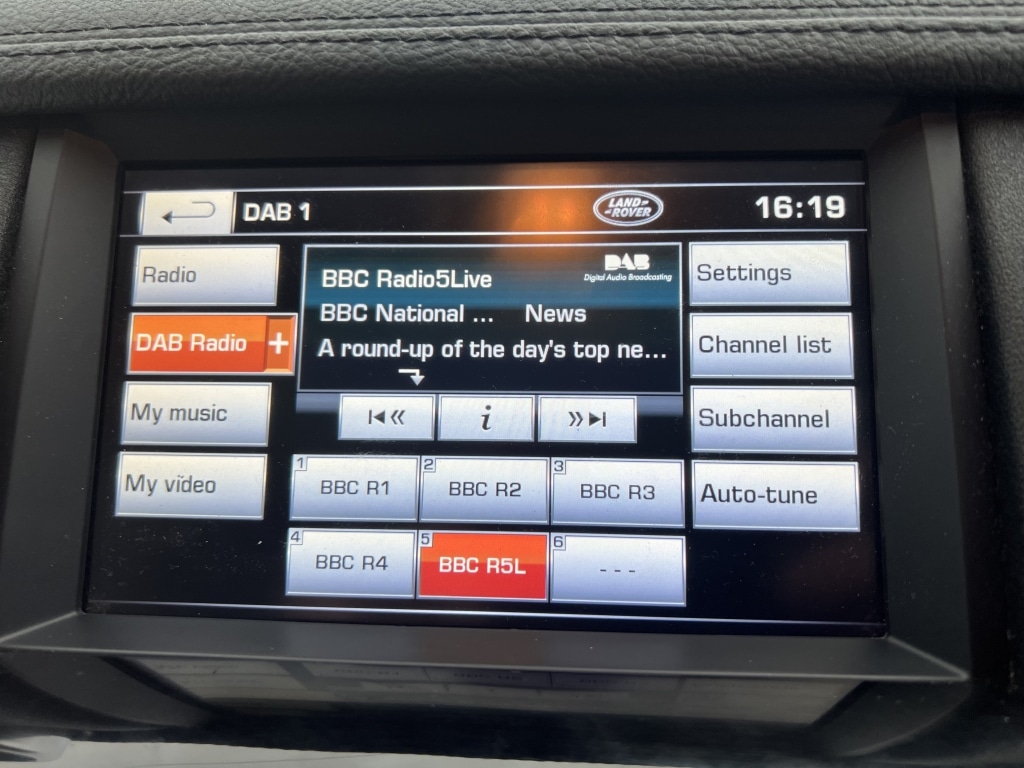 DAB 1
LAND-
-ROVER
16:19
Radio
DAB Radio +
My music
My video
BBC Radio5Live
DAB
Digital Audio Broadcasting
BBC National ... News
A round-up of the day's top ne...
i
Settings
Channel list
Subchannel
Auto-tune
1 BBC R1
2 BBC R2
3 BBC R3
4 BBC R4
5 BBC R5L
6 - - -